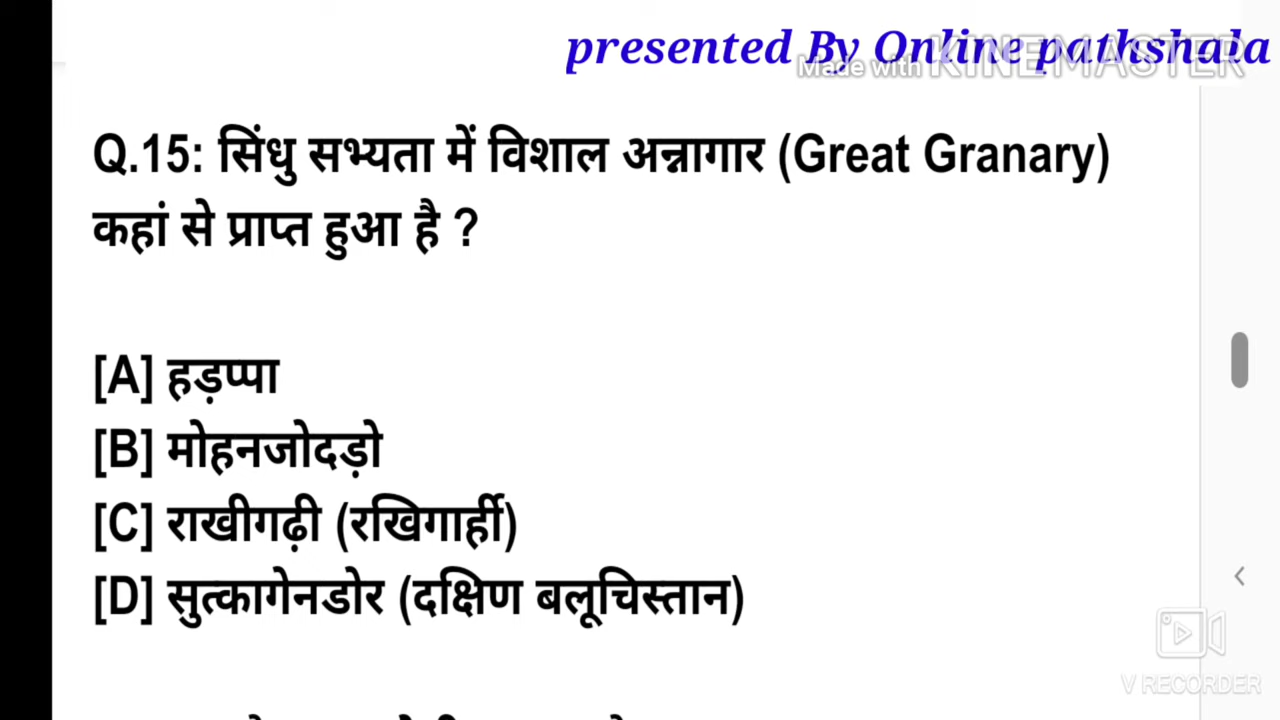 presented By Online pathshala
Made with KINEMASTER
Q.15: सिंधु सभ्यता में विशाल अन्नागार (Great Granary)
कहां से प्राप्त हुआ है ?
[A] हड़प्पा
[B] मोहनजोदड़ो
[C] राखीगढ़ी (रखिगार्ही)
[D] सुत्कागेनडोर (दक्षिण बलूचिस्तान)
V RECORDER